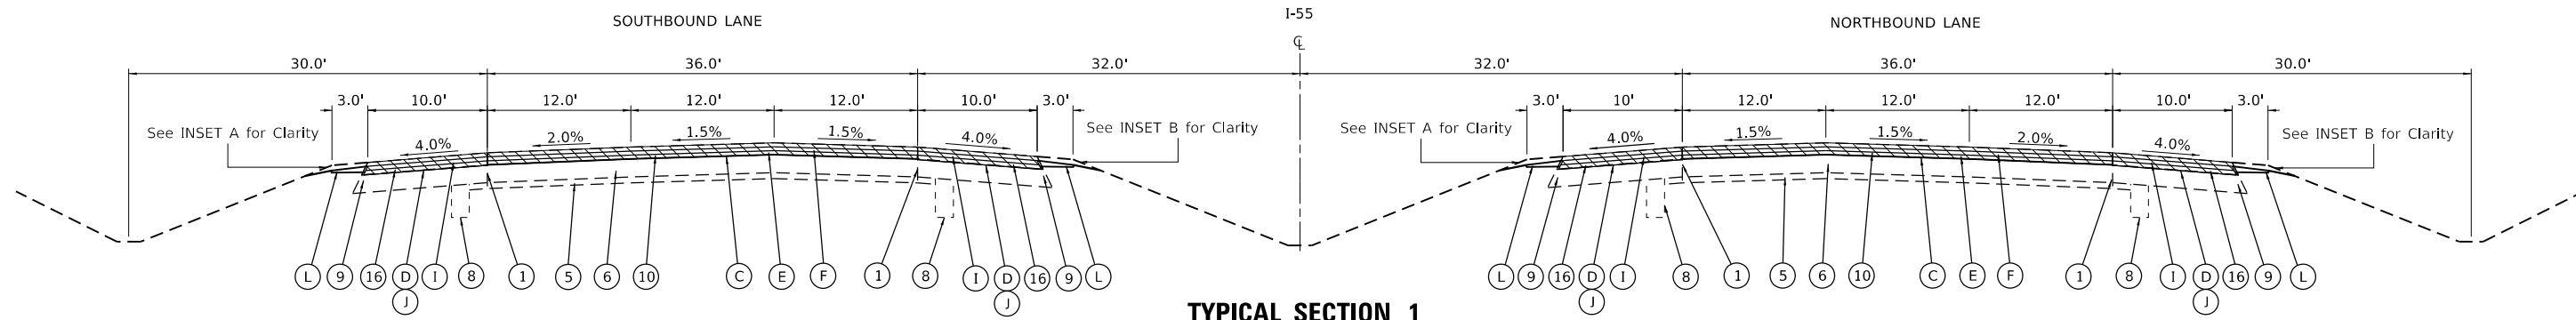 SOUTHBOUND LANE
I-55
NORTHBOUND LANE
℄
30.0' 36.0' 32.0' 32.0' 36.0' 30.0'
3.0' 10.0' 12.0' 12.0' 12.0' 10.0' 3.0' 3.0' 10' 12.0' 12.0' 12.0' 10.0' 3.0'
See INSET A for Clarity
See INSET B for Clarity
See INSET A for Clarity
See INSET B for Clarity
4.0% 2.0% 1.5% 1.5% 4.0% 4.0% 1.5% 1.5% 2.0% 4.0%
L 9 16 D I 8 1 5 6 10 C E F 1 8 I D 16 9 L L 9 16 D I 8 1 5 6 10 C E F 1 8 I D 16 9 L
J J J J
TYPICAL SECTION 1